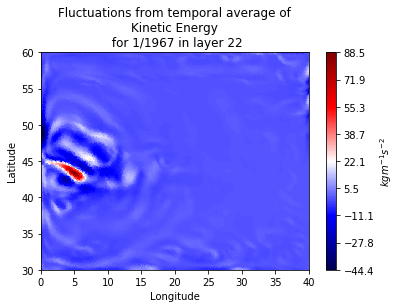 Fluctuations from temporal average of
Kinetic Energy
for 1/1967 in layer 22
60
55
50
45
40
35
30
Latitude
0 5 10 15 20 25 30 35 40
Longitude
88.5
71.9
55.3
38.7
22.1
5.5
−11.1
−27.8
−44.4
kgm⁻¹s⁻²